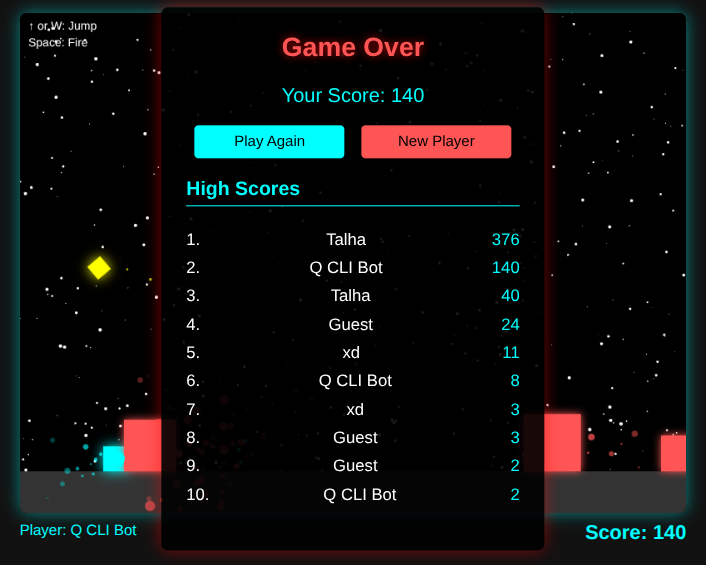 ↑ or W: Jump
Space: Fire
Game Over
Your Score: 140
Play Again New Player
High Scores
1. Talha 376
2. Q CLI Bot 140
3. Talha 40
4. Guest 24
5. xd 11
6. Q CLI Bot 8
7. xd 3
8. Guest 3
9. Guest 2
10. Q CLI Bot 2
Player: Q CLI Bot Score: 140